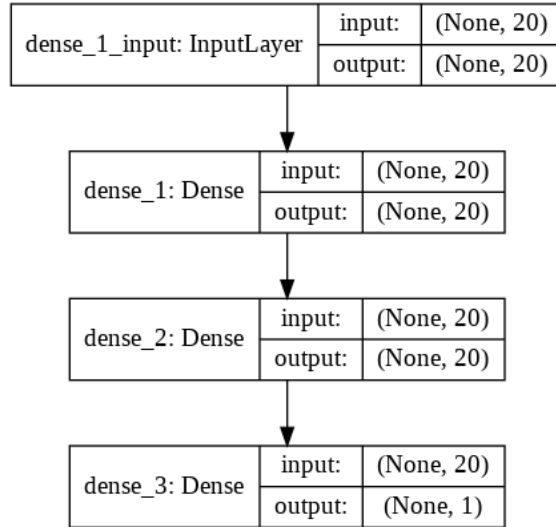 dense_1_input: InputLayer
input: (None, 20)
output: (None, 20)
dense_1: Dense
input: (None, 20)
output: (None, 20)
dense_2: Dense
input: (None, 20)
output: (None, 20)
dense_3: Dense
input: (None, 20)
output: (None, 1)